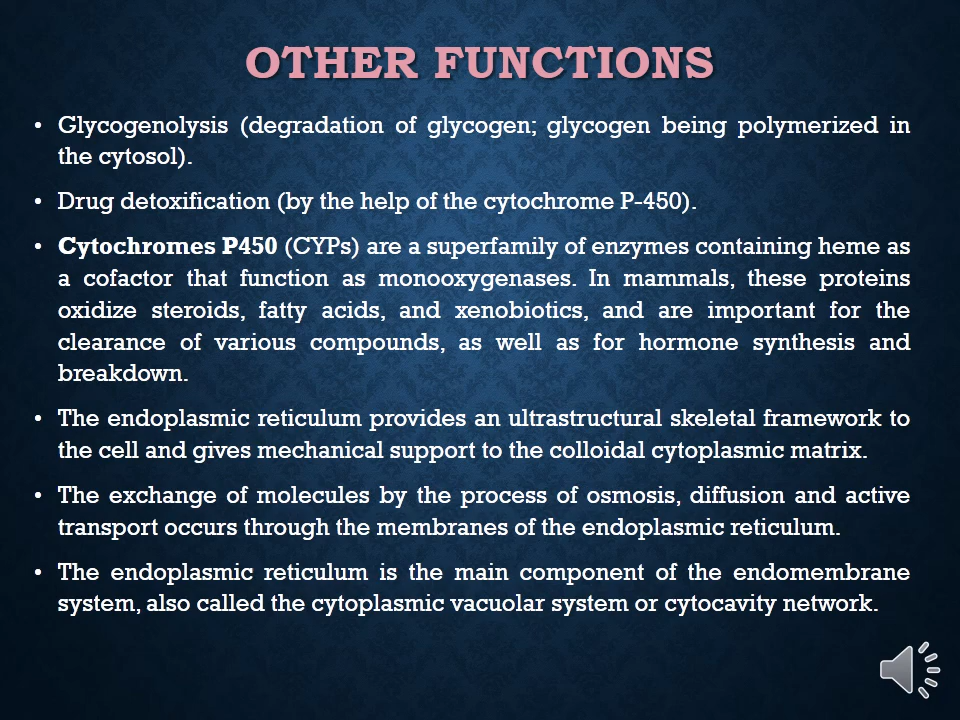 OTHER FUNCTIONS
• Glycogenolysis (degradation of glycogen; glycogen being polymerized in
the cytosol).
• Drug detoxification (by the help of the cytochrome P-450).
• Cytochromes P450 (CYPs) are a superfamily of enzymes containing heme as
a cofactor that function as monooxygenases. In mammals, these proteins
oxidize steroids, fatty acids, and xenobiotics, and are important for the
clearance of various compounds, as well as for hormone synthesis and
breakdown.
• The endoplasmic reticulum provides an ultrastructural skeletal framework to
the cell and gives mechanical support to the colloidal cytoplasmic matrix.
• The exchange of molecules by the process of osmosis, diffusion and active
transport occurs through the membranes of the endoplasmic reticulum.
• The endoplasmic reticulum is the main component of the endomembrane
system, also called the cytoplasmic vacuolar system or cytocavity network.